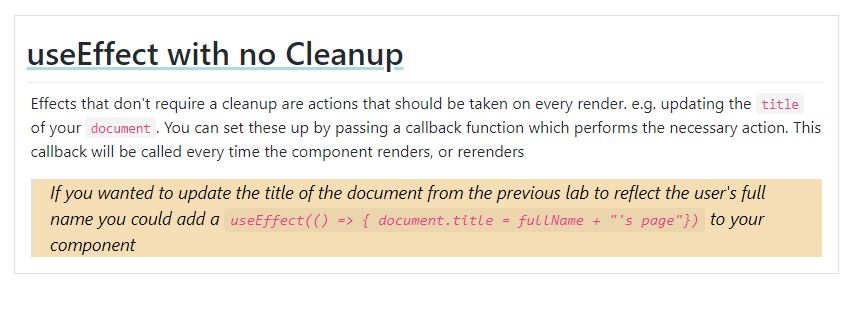 useEffect with no Cleanup
Effects that don't require a cleanup are actions that should be taken on every render. e.g. updating the title
of your document. You can set these up by passing a callback function which performs the necessary action. This
callback will be called every time the component renders, or rerenders
If you wanted to update the title of the document from the previous lab to reflect the user's full
name you could add a useEffect(() => { document.title = fullName + "'s page"}) to your
component